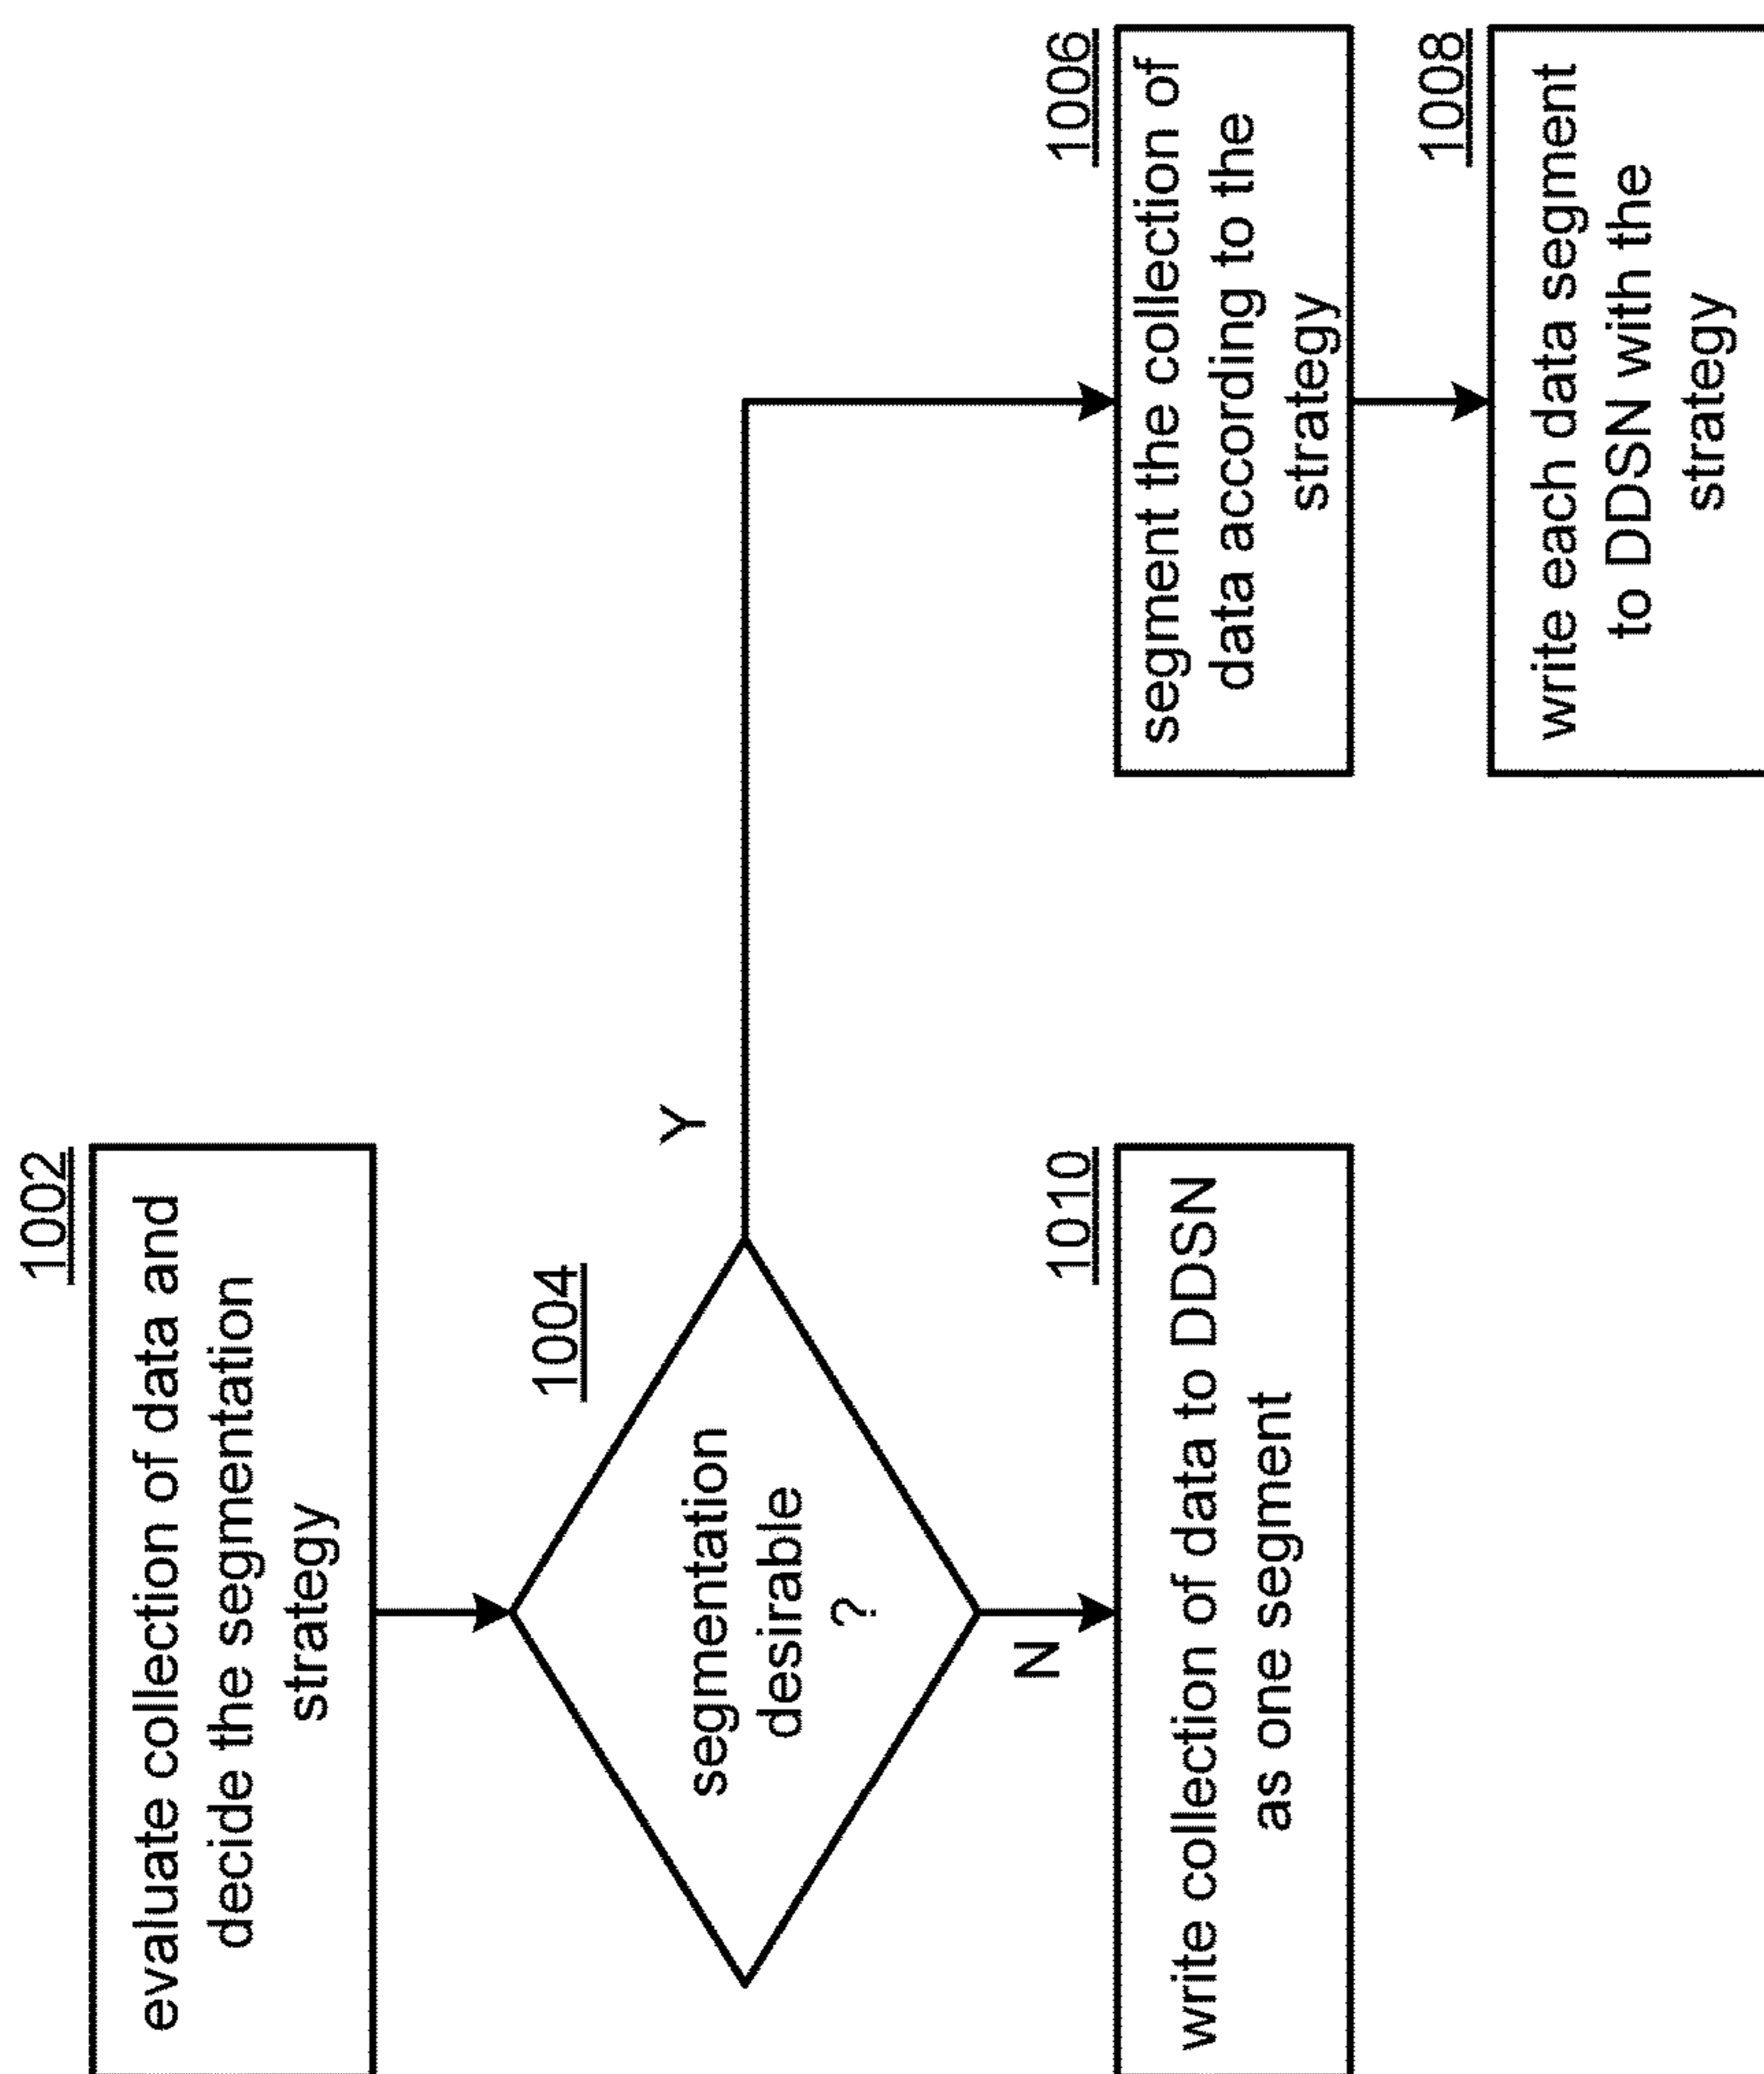 1002
evaluate collection of data and
decide the segmentation
strategy
1004
segmentation
desirable
?
Y
N
1010
write collection of data to DDSN
as one segment
1006
segment the collection of
data according to the
strategy
1008
write each data segment
to DDSN with the
strategy